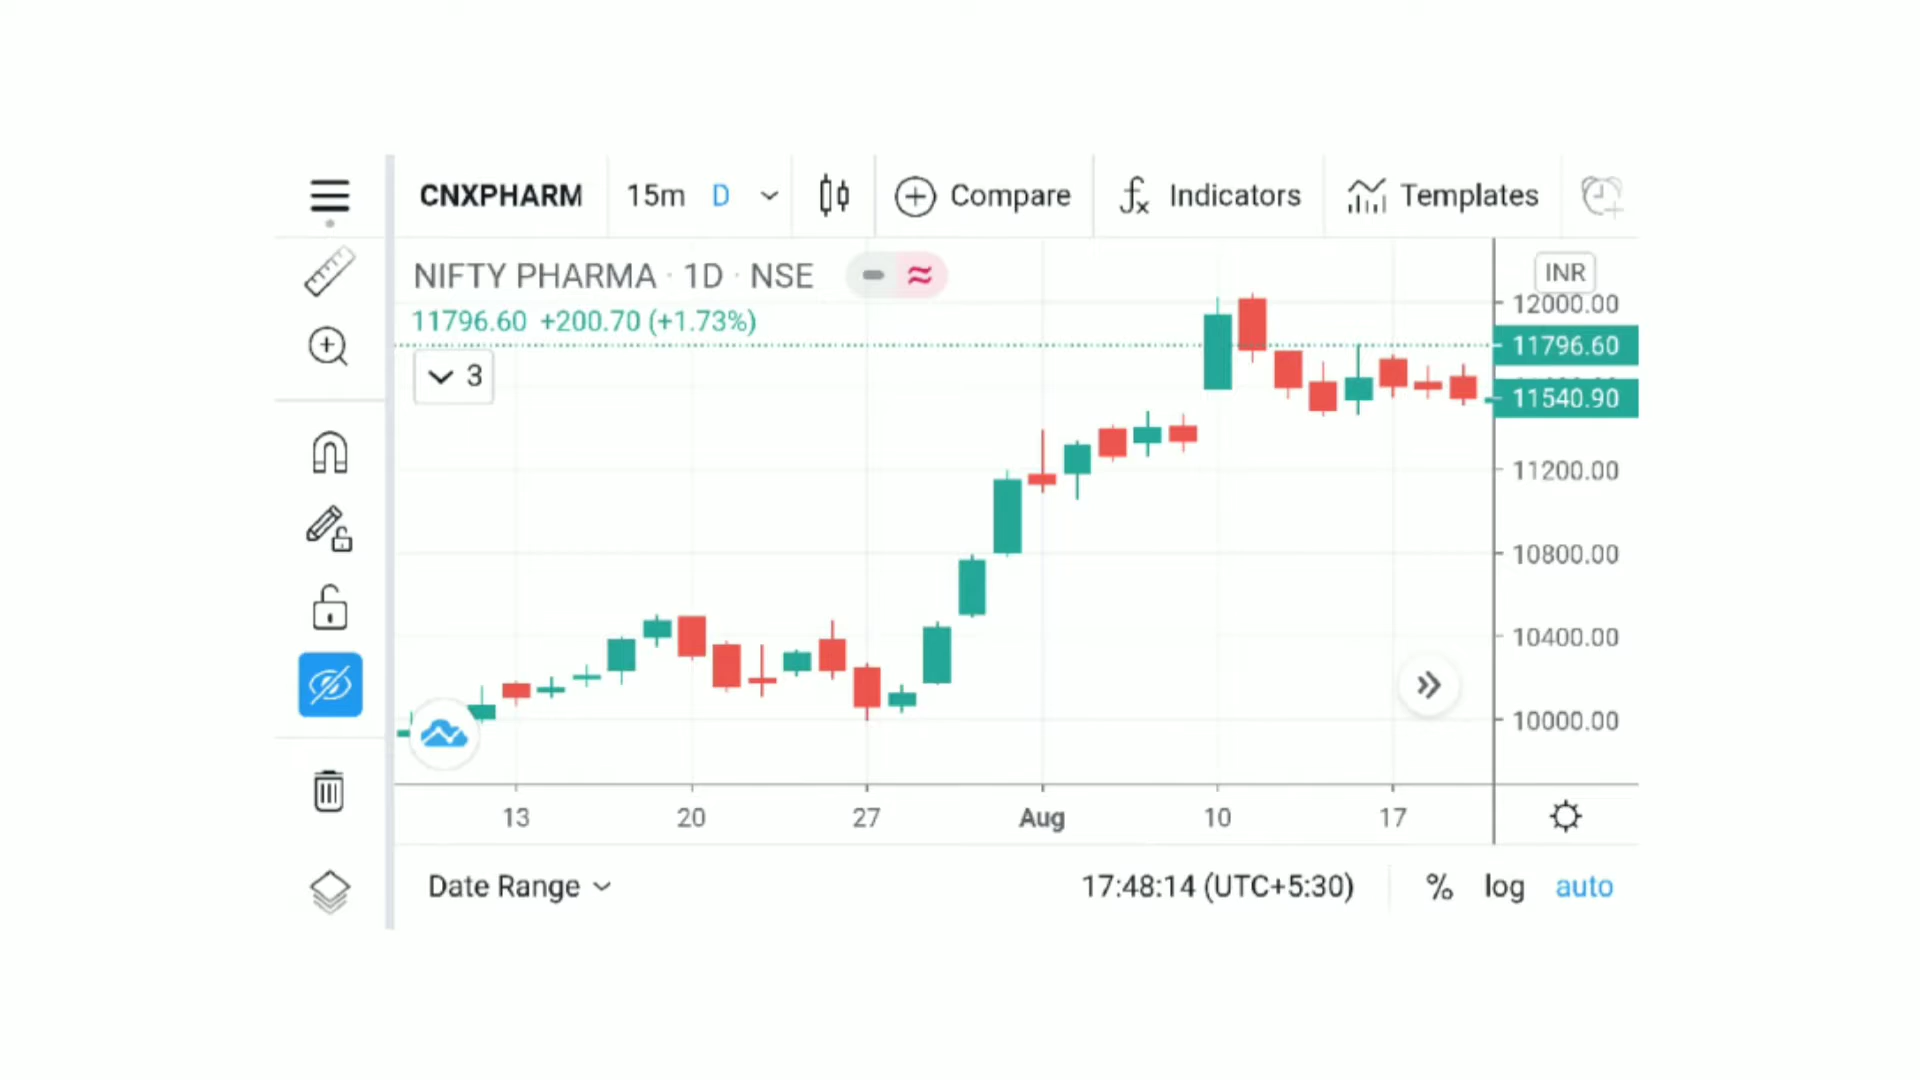 CNXPHARM 15m D Compare Indicators Templates
NIFTY PHARMA · 1D · NSE
INR
11796.60 +200.70 (+1.73%)
3
12000.00
11796.60
11540.90
11200.00
10800.00
10400.00
10000.00
13 20 27 Aug 10 17
Date Range 17:48:14 (UTC+5:30) % log auto